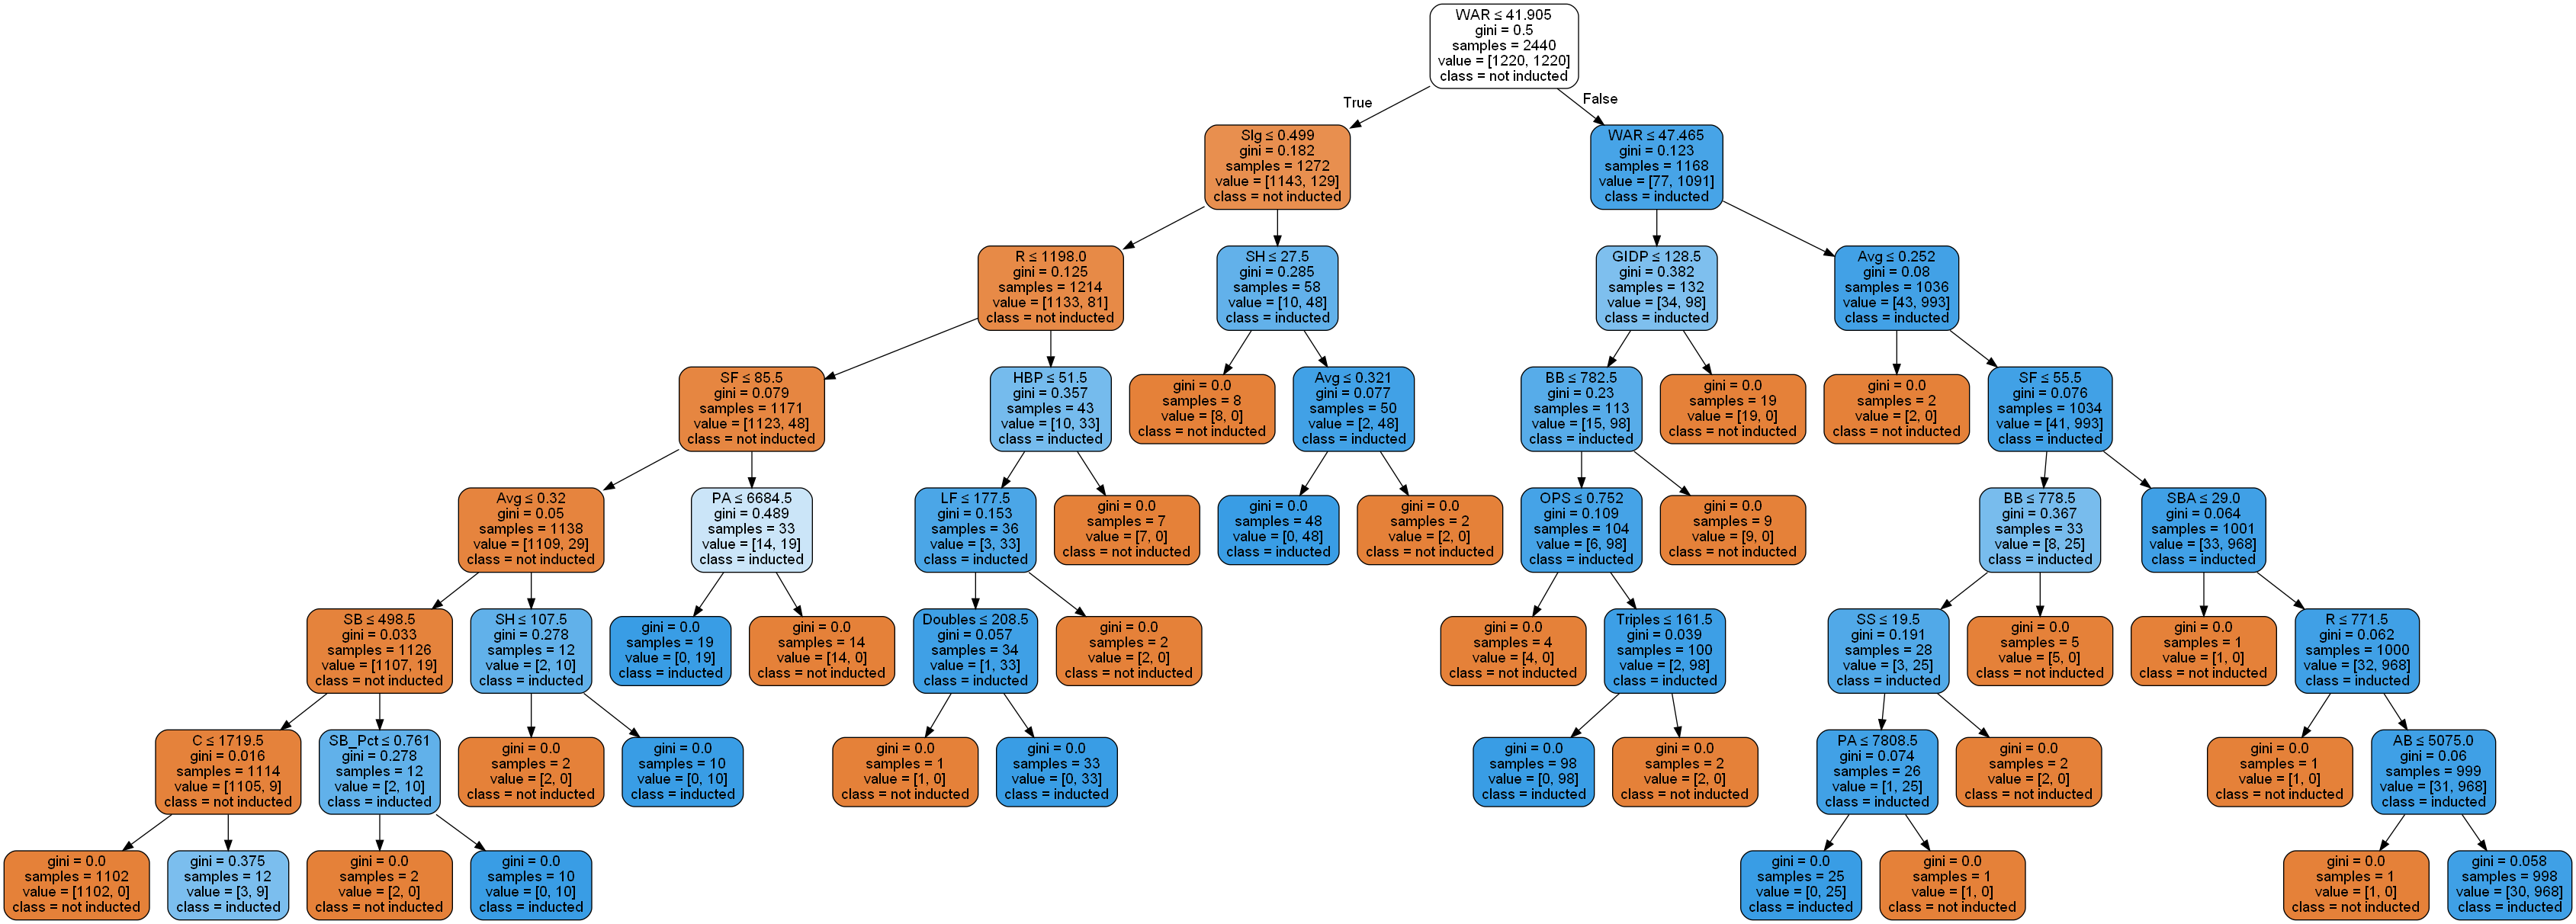 WAR ≤ 41.905
gini = 0.5
samples = 2440
value = [1220, 1220]
class = not inducted
True
False
Slg ≤ 0.499
gini = 0.182
samples = 1272
value = [1143, 129]
class = not inducted
WAR ≤ 47.465
gini = 0.123
samples = 1168
value = [77, 1091]
class = inducted
R ≤ 1198.0
gini = 0.125
samples = 1214
value = [1133, 81]
class = not inducted
SH ≤ 27.5
gini = 0.285
samples = 58
value = [10, 48]
class = inducted
GIDP ≤ 128.5
gini = 0.382
samples = 132
value = [34, 98]
class = inducted
Avg ≤ 0.252
gini = 0.08
samples = 1036
value = [43, 993]
class = inducted
SF ≤ 85.5
gini = 0.079
samples = 1171
value = [1123, 48]
class = not inducted
HBP ≤ 51.5
gini = 0.357
samples = 43
value = [10, 33]
class = inducted
gini = 0.0
samples = 8
value = [8, 0]
class = not inducted
Avg ≤ 0.321
gini = 0.077
samples = 50
value = [2, 48]
class = inducted
BB ≤ 782.5
gini = 0.23
samples = 113
value = [15, 98]
class = inducted
gini = 0.0
samples = 19
value = [19, 0]
class = not inducted
gini = 0.0
samples = 2
value = [2, 0]
class = not inducted
SF ≤ 55.5
gini = 0.076
samples = 1034
value = [41, 993]
class = inducted
Avg ≤ 0.32
gini = 0.05
samples = 1138
value = [1109, 29]
class = not inducted
PA ≤ 6684.5
gini = 0.489
samples = 33
value = [14, 19]
class = inducted
LF ≤ 177.5
gini = 0.153
samples = 36
value = [3, 33]
class = inducted
gini = 0.0
samples = 7
value = [7, 0]
class = not inducted
gini = 0.0
samples = 48
value = [0, 48]
class = inducted
gini = 0.0
samples = 2
value = [2, 0]
class = not inducted
OPS ≤ 0.752
gini = 0.109
samples = 104
value = [6, 98]
class = inducted
gini = 0.0
samples = 9
value = [9, 0]
class = not inducted
BB ≤ 778.5
gini = 0.367
samples = 33
value = [8, 25]
class = inducted
SBA ≤ 29.0
gini = 0.064
samples = 1001
value = [33, 968]
class = inducted
SB ≤ 498.5
gini = 0.033
samples = 1126
value = [1107, 19]
class = not inducted
SH ≤ 107.5
gini = 0.278
samples = 12
value = [2, 10]
class = inducted
gini = 0.0
samples = 19
value = [0, 19]
class = inducted
gini = 0.0
samples = 14
value = [14, 0]
class = not inducted
Doubles ≤ 208.5
gini = 0.057
samples = 34
value = [1, 33]
class = inducted
gini = 0.0
samples = 2
value = [2, 0]
class = not inducted
gini = 0.0
samples = 4
value = [4, 0]
class = not inducted
Triples ≤ 161.5
gini = 0.039
samples = 100
value = [2, 98]
class = inducted
SS ≤ 19.5
gini = 0.191
samples = 28
value = [3, 25]
class = inducted
gini = 0.0
samples = 5
value = [5, 0]
class = not inducted
gini = 0.0
samples = 1
value = [1, 0]
class = not inducted
R ≤ 771.5
gini = 0.062
samples = 1000
value = [32, 968]
class = inducted
C ≤ 1719.5
gini = 0.016
samples = 1114
value = [1105, 9]
class = not inducted
SB_Pct ≤ 0.761
gini = 0.278
samples = 12
value = [2, 10]
class = inducted
gini = 0.0
samples = 2
value = [2, 0]
class = not inducted
gini = 0.0
samples = 10
value = [0, 10]
class = inducted
gini = 0.0
samples = 1
value = [1, 0]
class = not inducted
gini = 0.0
samples = 33
value = [0, 33]
class = inducted
gini = 0.0
samples = 98
value = [0, 98]
class = inducted
gini = 0.0
samples = 2
value = [2, 0]
class = not inducted
PA ≤ 7808.5
gini = 0.074
samples = 26
value = [1, 25]
class = inducted
gini = 0.0
samples = 2
value = [2, 0]
class = not inducted
gini = 0.0
samples = 1
value = [1, 0]
class = not inducted
AB ≤ 5075.0
gini = 0.06
samples = 999
value = [31, 968]
class = inducted
gini = 0.0
samples = 1102
value = [1102, 0]
class = not inducted
gini = 0.375
samples = 12
value = [3, 9]
class = inducted
gini = 0.0
samples = 2
value = [2, 0]
class = not inducted
gini = 0.0
samples = 10
value = [0, 10]
class = inducted
gini = 0.0
samples = 25
value = [0, 25]
class = inducted
gini = 0.0
samples = 1
value = [1, 0]
class = not inducted
gini = 0.0
samples = 1
value = [1, 0]
class = not inducted
gini = 0.058
samples = 998
value = [30, 968]
class = inducted